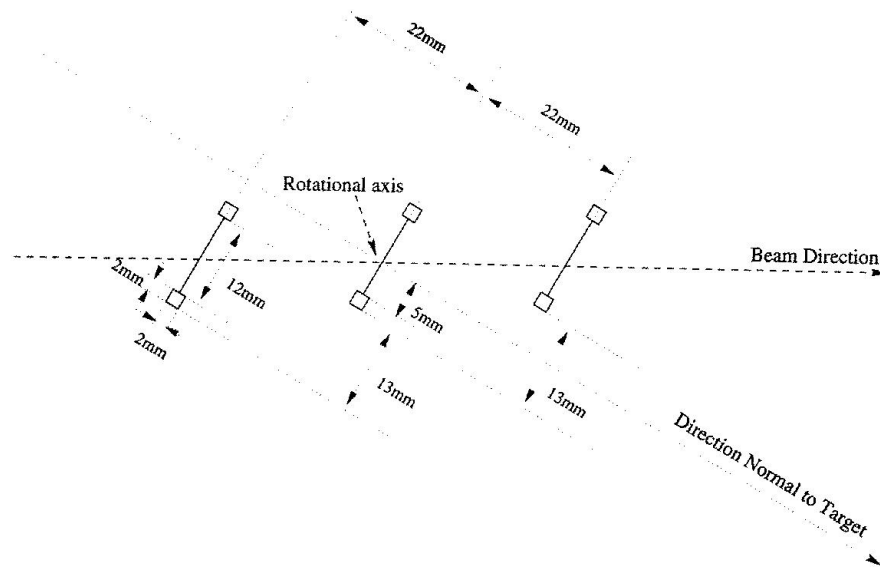 22mm
22mm
Rotational axis
Beam Direction
2mm
12mm
5mm
2mm
13mm
13mm
Direction Normal to Target